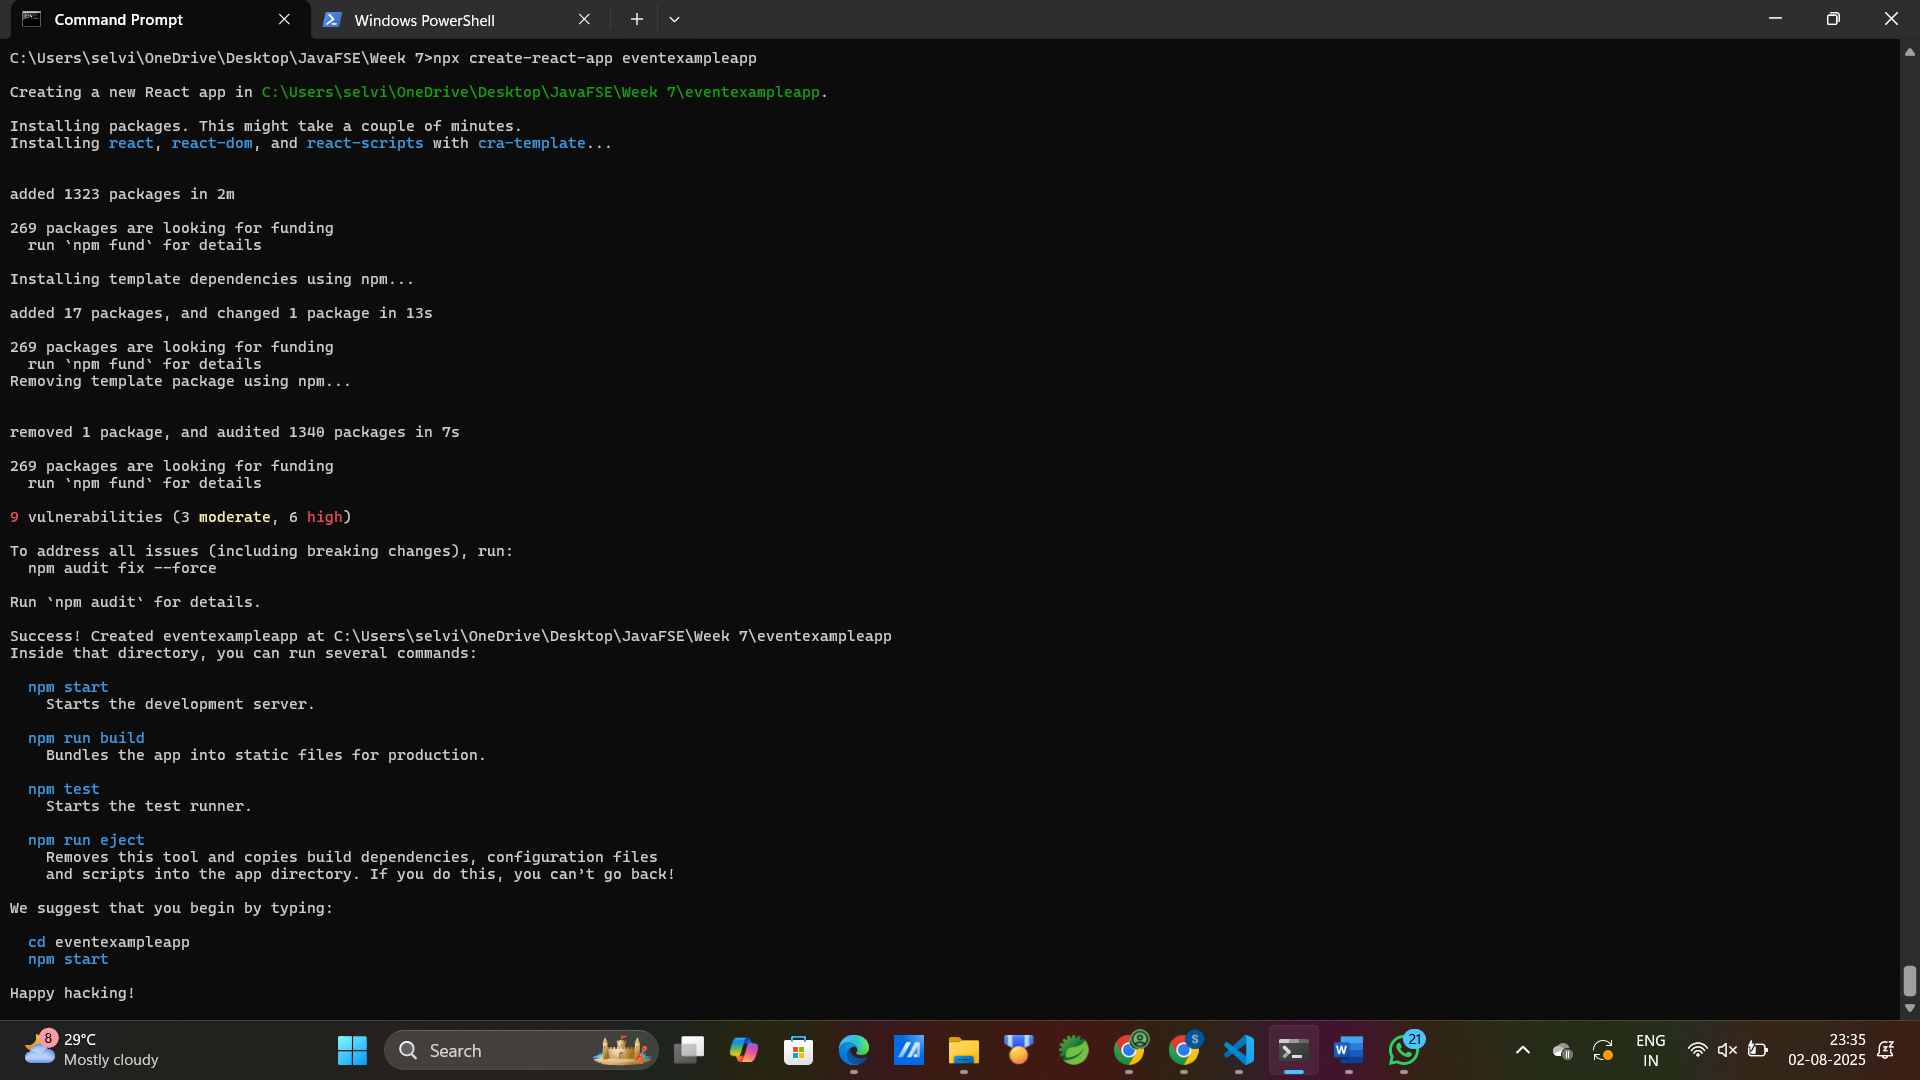 Command Prompt
Windows PowerShell
C:\Users\selvi\OneDrive\Desktop\JavaFSE\Week 7>npx create-react-app eventexampleapp
Creating a new React app in C:\Users\selvi\OneDrive\Desktop\JavaFSE\Week 7\eventexampleapp.
Installing packages. This might take a couple of minutes.
Installing react, react-dom, and react-scripts with cra-template...
added 1323 packages in 2m
269 packages are looking for funding
run `npm fund` for details
Installing template dependencies using npm...
added 17 packages, and changed 1 package in 13s
269 packages are looking for funding
run `npm fund` for details
Removing template package using npm...
removed 1 package, and audited 1340 packages in 7s
269 packages are looking for funding
run `npm fund` for details
9 vulnerabilities (3 moderate, 6 high)
To address all issues (including breaking changes), run:
npm audit fix --force
Run `npm audit` for details.
Success! Created eventexampleapp at C:\Users\selvi\OneDrive\Desktop\JavaFSE\Week 7\eventexampleapp
Inside that directory, you can run several commands:
npm start
Starts the development server.
npm run build
Bundles the app into static files for production.
npm test
Starts the test runner.
npm run eject
Removes this tool and copies build dependencies, configuration files
and scripts into the app directory. If you do this, you can’t go back!
We suggest that you begin by typing:
cd eventexampleapp
npm start
Happy hacking!
8
29°C
Mostly cloudy
Search
S
W
21
ENG
IN
23:35
02-08-2025